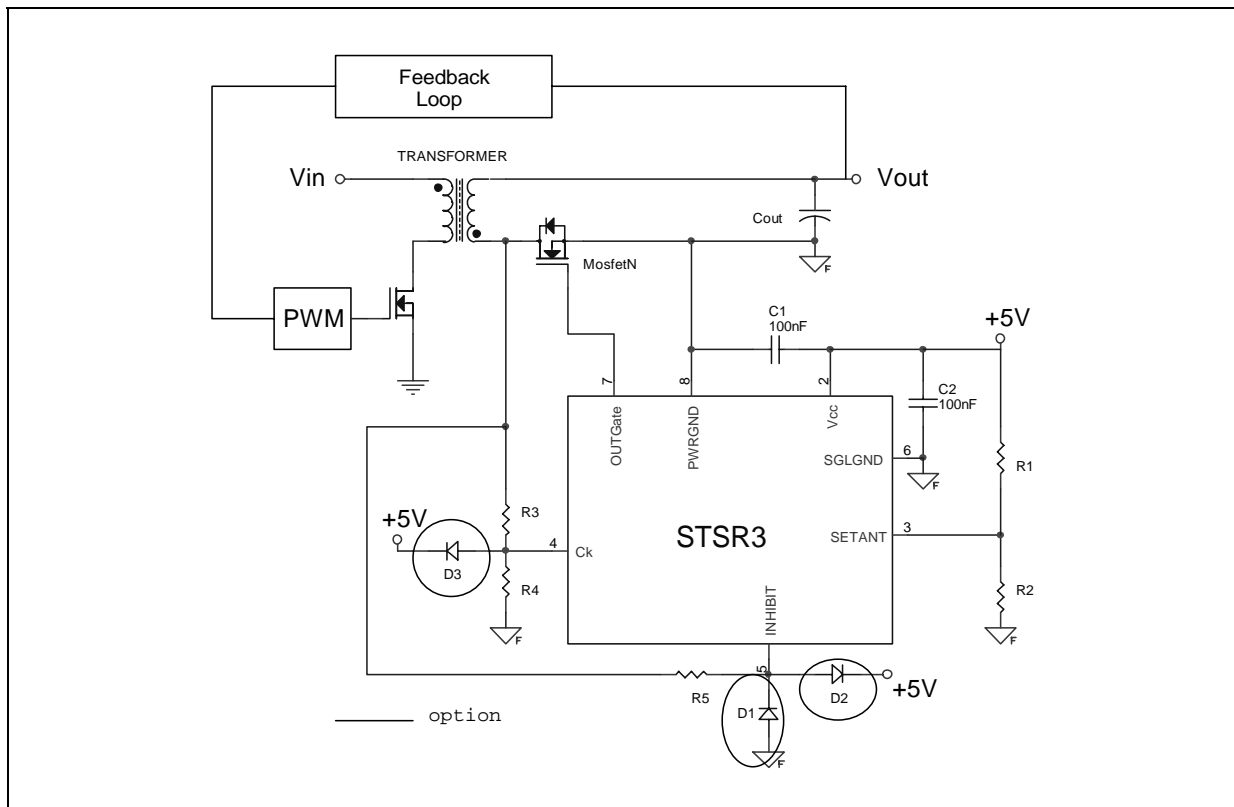 Feedback
Loop
TRANSFORMER
Vin
Vout
Cout
F
MosfetN
PWM
C1
100nF
+5V
7
8
2
C2
100nF
OUTGate
PWRGND
Vcc
SGLGND
6
F
R1
R3
+5V
STSR3
SETANT
3
4
Ck
D3
R4
R2
INHIBIT
F
F
5
R5
D2
+5V
D1
F
option